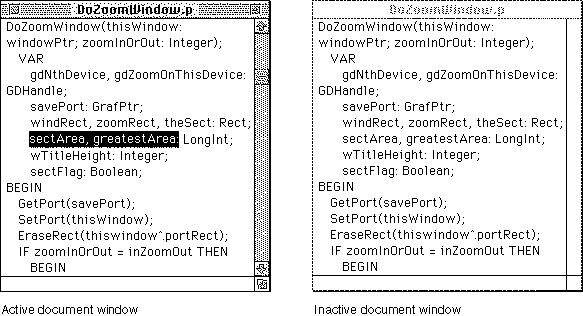 DoZoomWindow.p
DoZoomWindow(thisWindow:
windowPtr; zoomInOrOut: Integer);
VAR
gdNthDevice, gdZoomOnThisDevice:
GDHandle;
savePort: GrafPtr;
windRect, zoomRect, theSect: Rect;
sectArea, greatestArea: LongInt;
wTitleHeight: Integer;
sectFlag: Boolean;
BEGIN
GetPort(savePort);
SetPort(thisWindow);
EraseRect(thiswindow^.portRect);
IF zoomInOrOut = inZoomOut THEN
BEGIN
Active document window
DoZoomWindow.p
DoZoomWindow(thisWindow:
windowPtr; zoomInOrOut: Integer);
VAR
gdNthDevice, gdZoomOnThisDevice:
GDHandle;
savePort: GrafPtr;
windRect, zoomRect, theSect: Rect;
sectArea, greatestArea: LongInt;
wTitleHeight: Integer;
sectFlag: Boolean;
BEGIN
GetPort(savePort);
SetPort(thisWindow);
EraseRect(thiswindow^.portRect);
IF zoomInOrOut = inZoomOut THEN
BEGIN
Inactive document window